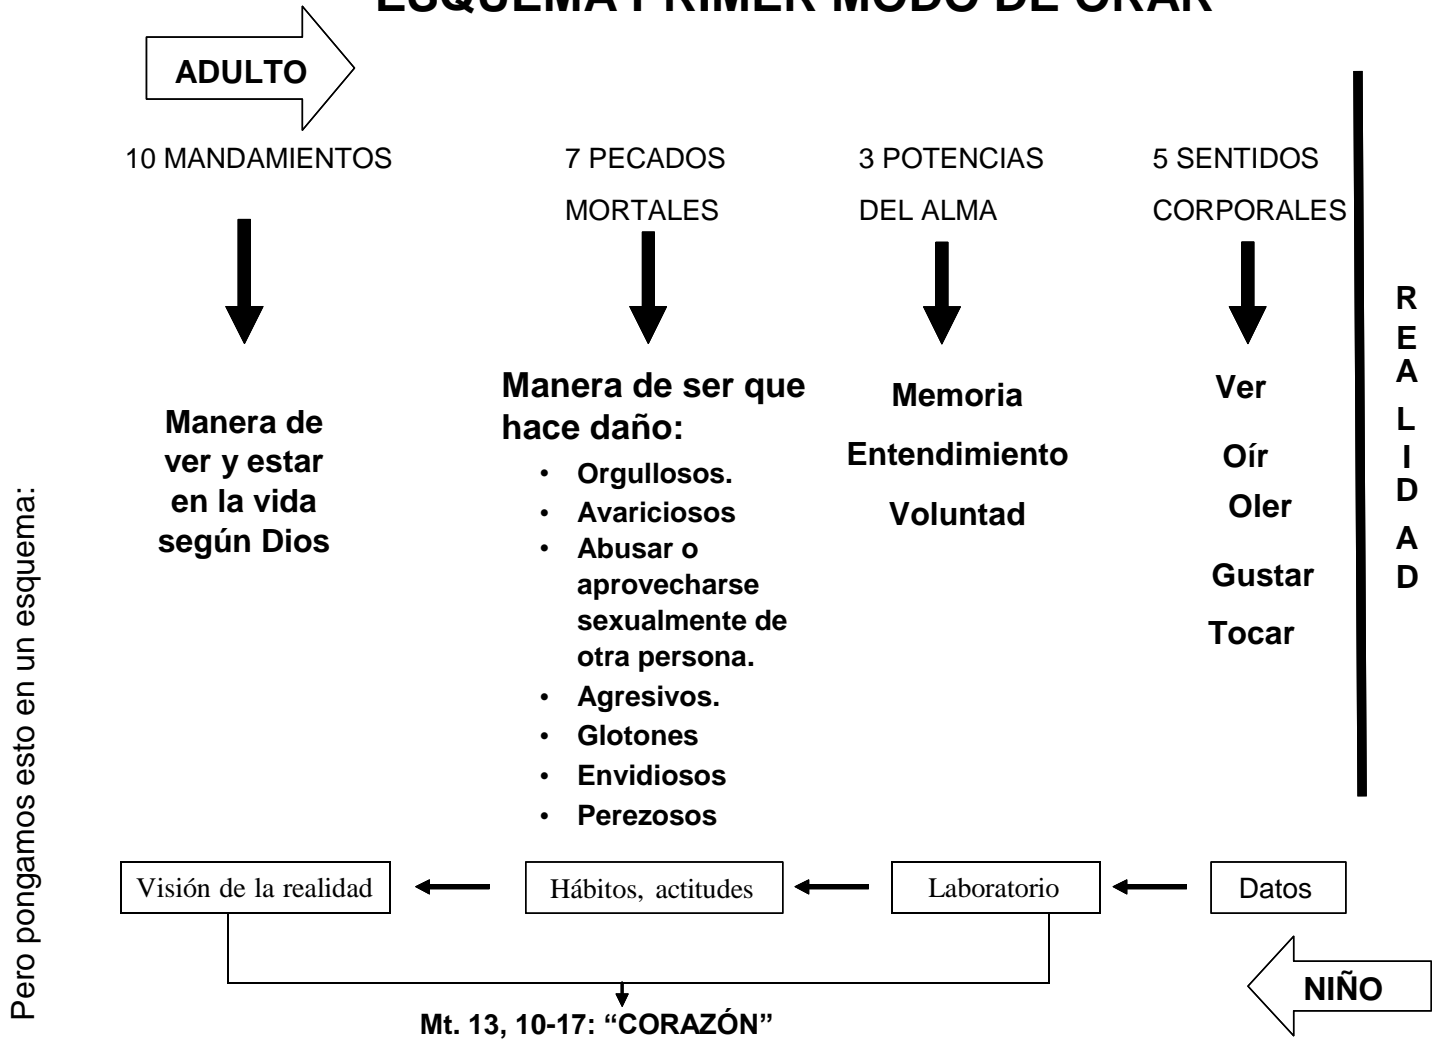 ESQUEMA PRIMER MODO DE ORAR
ADULTO
10 MANDAMIENTOS
7 PECADOS
MORTALES
3 POTENCIAS
DEL ALMA
5 SENTIDOS
CORPORALES
Manera de
ver y estar
en la vida
según Dios
Manera de ser que
hace daño:
• Orgullosos.
• Avariciosos
• Abusar o
aprovecharse
sexualmente de
otra persona.
• Agresivos.
• Glotones
• Envidiosos
• Perezosos
Memoria
Entendimiento
Voluntad
Ver
Oír
Oler
Gustar
Tocar
R
E
A
L
I
D
A
D
Visión de la realidad
Hábitos, actitudes
Laboratorio
Datos
NIÑO
Mt. 13, 10-17: “CORAZÓN”
Pero pongamos esto en un esquema: